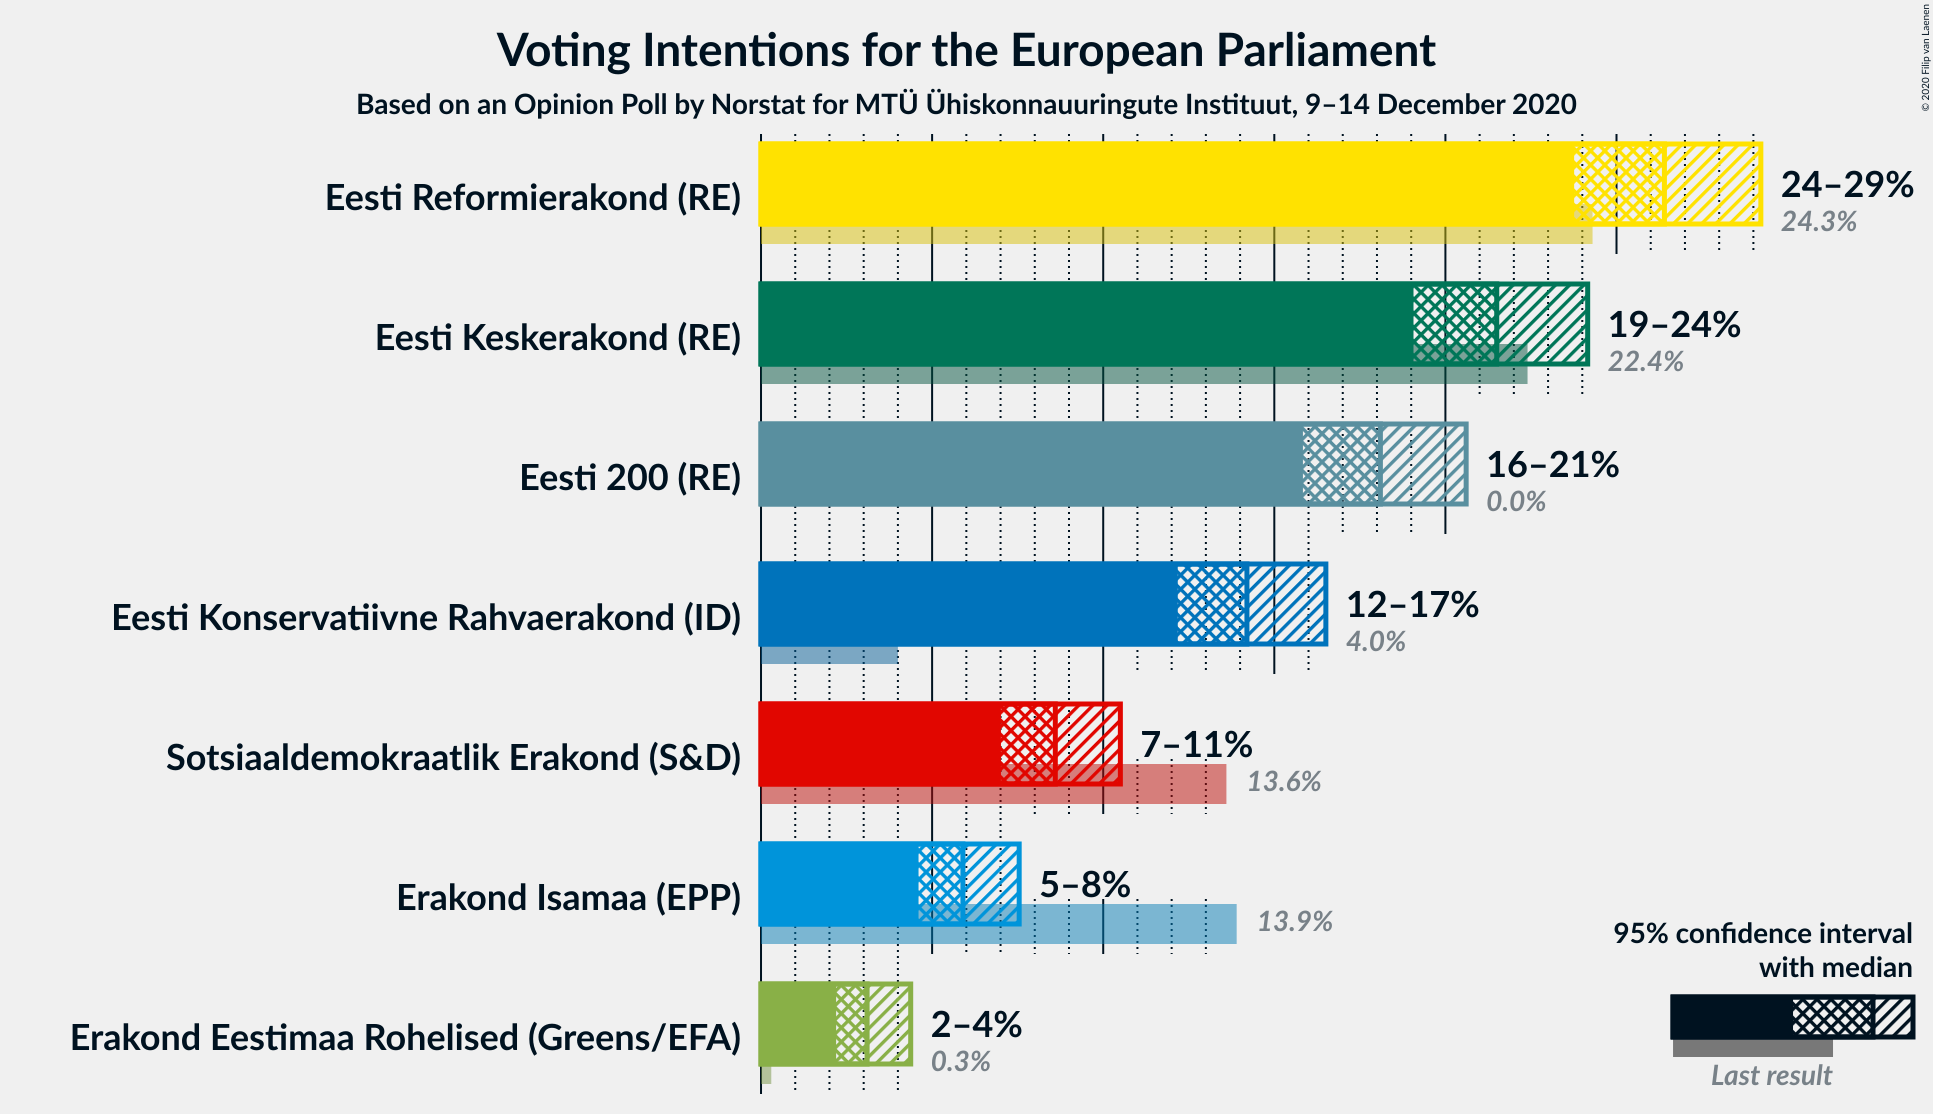 Voting Intentions for the European Parliament
Based on an Opinion Poll by Norstat for MTÜ Ühiskonnauuringute Instituut, 9–14 December 2020
© 2020 Filip van Laenen
Eesti Reformierakond (RE)
24–29%
24.3%
Eesti Keskerakond (RE)
19–24%
22.4%
Eesti 200 (RE)
16–21%
0.0%
Eesti Konservatiivne Rahvaerakond (ID)
12–17%
4.0%
Sotsiaaldemokraatlik Erakond (S&D)
7–11%
13.6%
Erakond Isamaa (EPP)
5–8%
13.9%
Erakond Eestimaa Rohelised (Greens/EFA)
2–4%
0.3%
95% confidence interval
with median
Last result